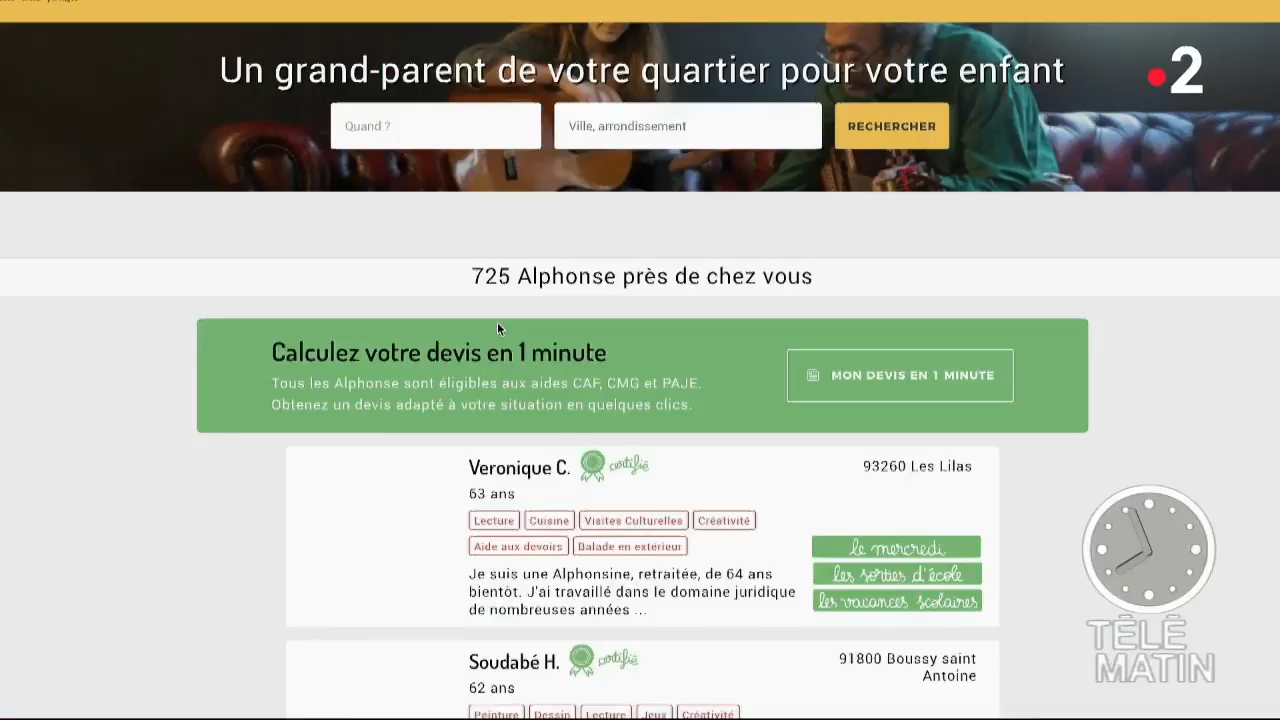 Un grand-parent de votre quartier pour votre enfant
2
Quand ?
Ville, arrondissement
RECHERCHER
725 Alphonse près de chez vous
Calculez votre devis en 1 minute
Tous les Alphonse sont éligibles aux aides CAF, CMG et PAJE.
Obtenez un devis adapté à votre situation en quelques clics.
MON DEVIS EN 1 MINUTE
Veronique C.
certifié
93260 Les Lilas
63 ans
Lecture
Cuisine
Visites Culturelles
Créativité
Aide aux devoirs
Balade en extérieur
Je suis une Alphonsine, retraitée, de 64 ans
bientôt. J'ai travaillé dans le domaine juridique
de nombreuses années ...
le mercredi
les sorties d'école
les vacances scolaires
TÉLÉ
MATIN
Soudabé H.
certifié
91800 Boussy saint
Antoine
62 ans
Peinture
Dessin
Lecture
Jeux
Créativité